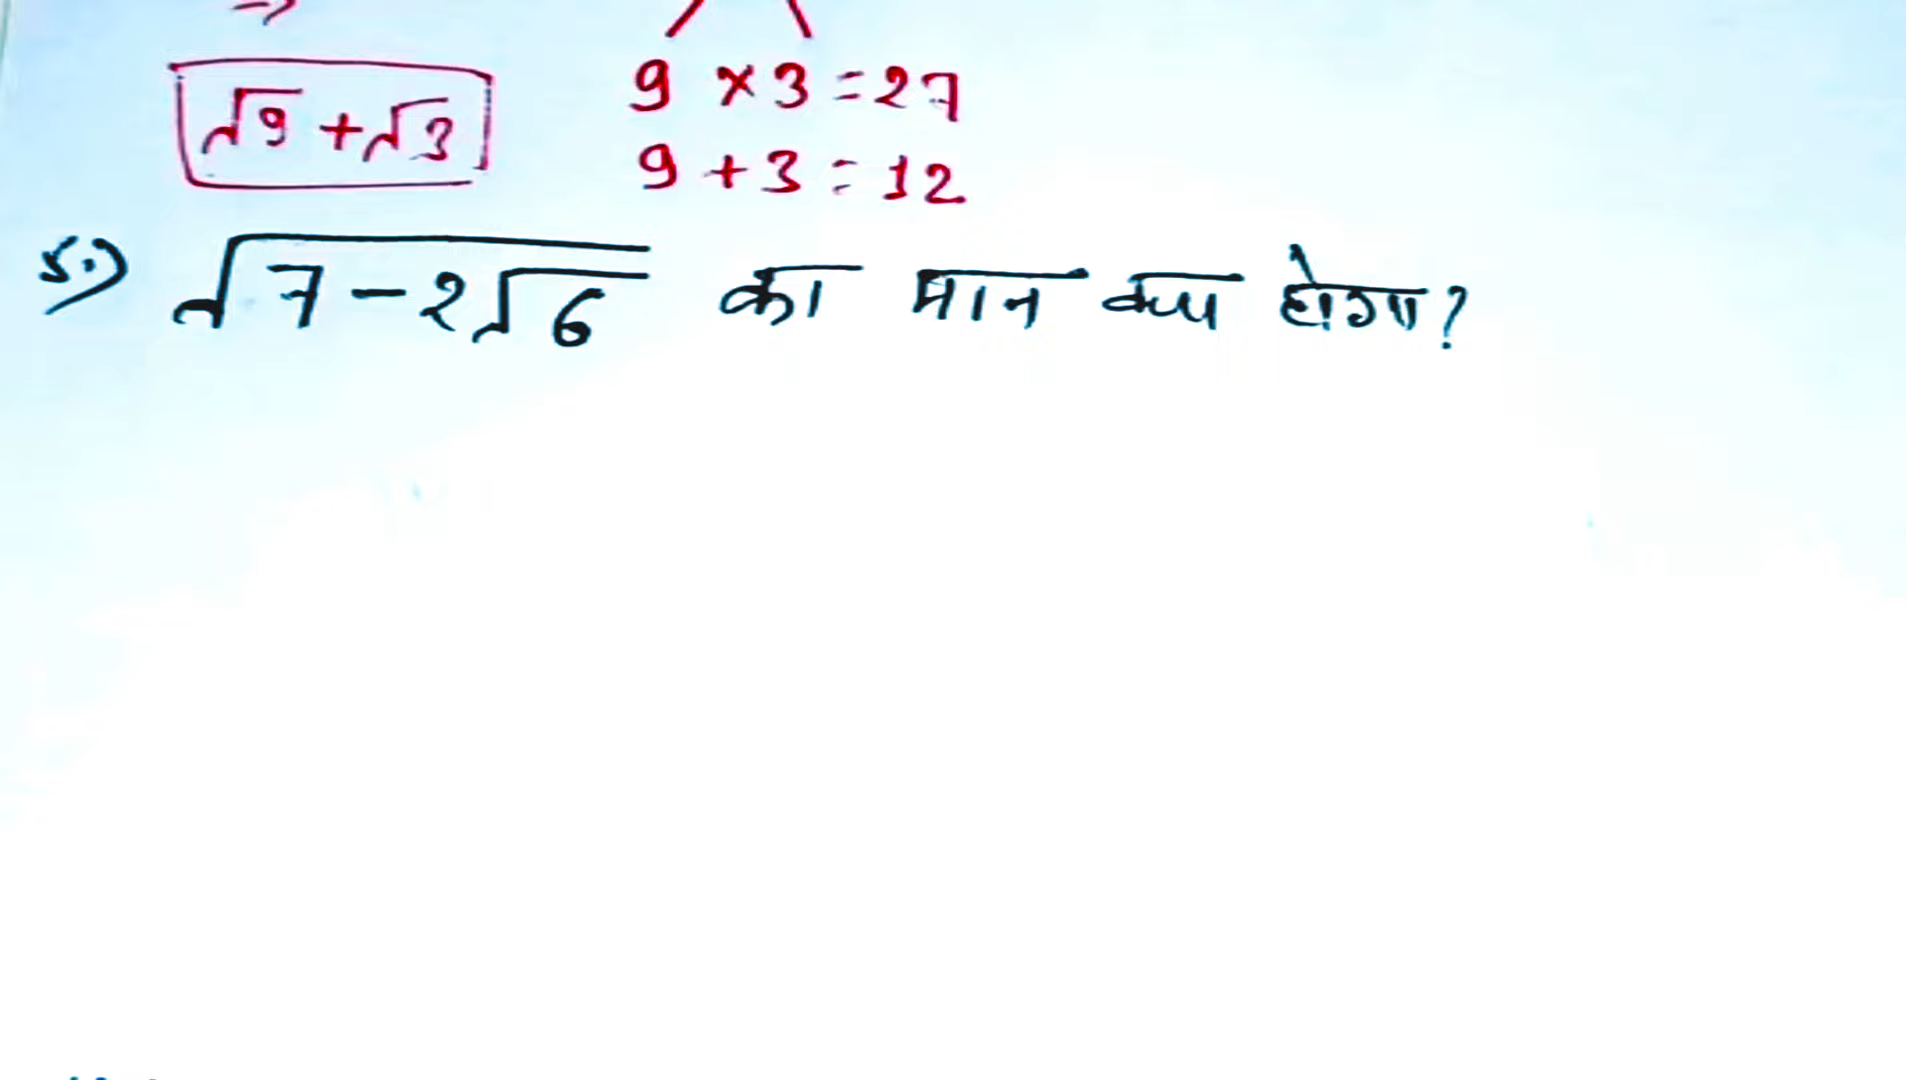 √9 + √3
9 × 3 = 27
9 + 3 = 12
5.) √(7 - 2√6) का मान क्या होगा?